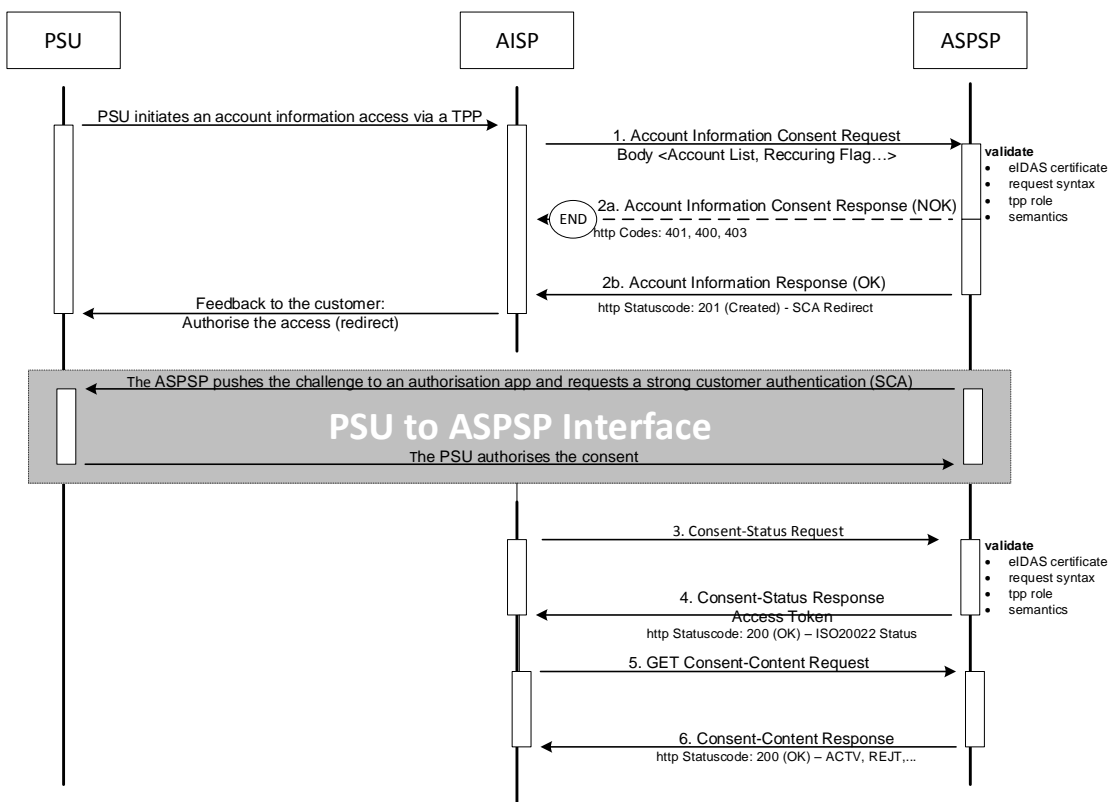 PSU
AISP
ASPSP
PSU initiates an account information access via a TPP
1. Account Information Consent Request
Body <Account List, Reccuring Flag…>
validate
• eIDAS certificate
• request syntax
• tpp role
• semantics
2a. Account Information Consent Response (NOK)
END
http Codes: 401, 400, 403
2b. Account Information Response (OK)
http Statuscode: 201 (Created) - SCA Redirect
Feedback to the customer:
Authorise the access (redirect)
The ASPSP pushes the challenge to an authorisation app and requests a strong customer authentication (SCA)
PSU to ASPSP Interface
The PSU authorises the consent
3. Consent-Status Request
validate
• eIDAS certificate
• request syntax
• tpp role
• semantics
4. Consent-Status Response
Access Token
http Statuscode: 200 (OK) – ISO20022 Status
5. GET Consent-Content Request
6. Consent-Content Response
http Statuscode: 200 (OK) – ACTV, REJT,...